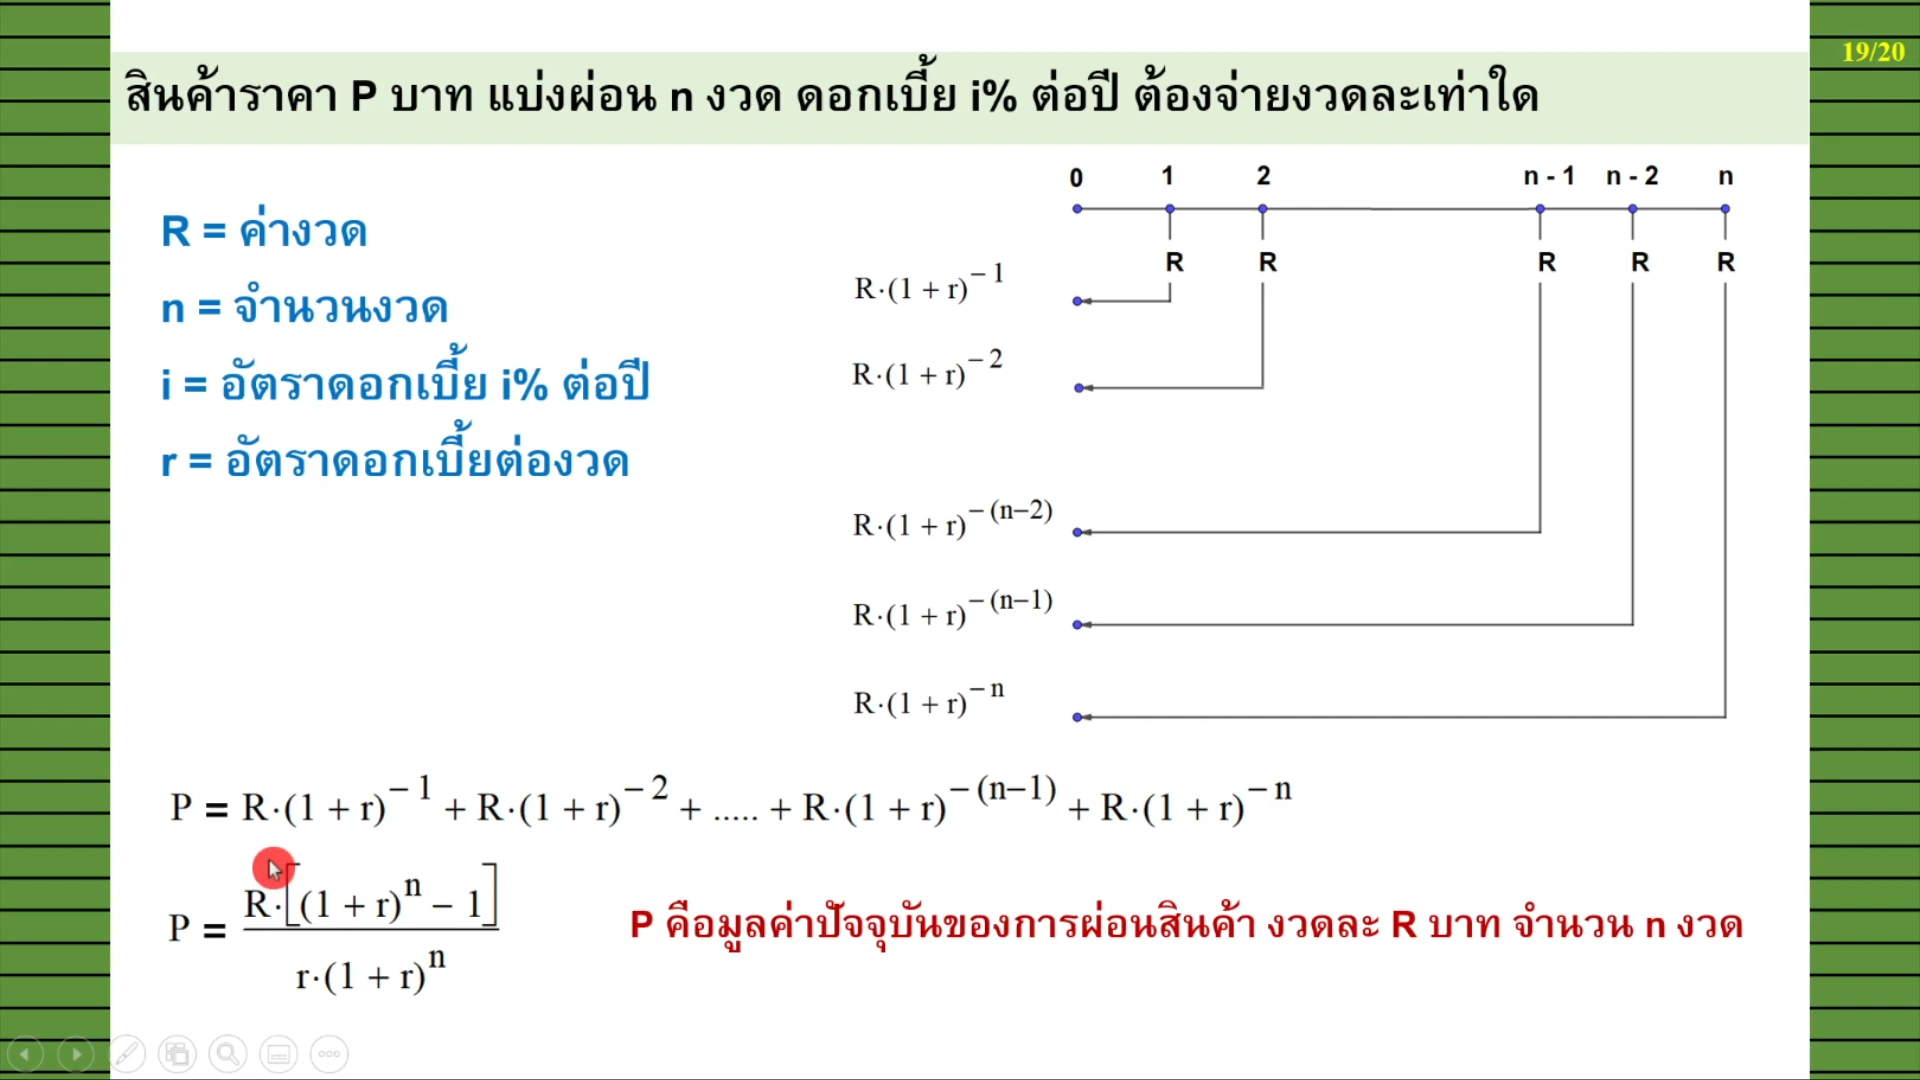 19/20
สินค้าราคา P บาท แบ่งผ่อน n งวด ดอกเบี้ย i% ต่อปี ต้องจ่ายงวดละเท่าใด
R = ค่างวด
n = จำนวนงวด
i = อัตราดอกเบี้ย i% ต่อปี
r = อัตราดอกเบี้ยต่องวด
0 1 2 n - 1 n - 2 n
R R R R R
R·(1 + r)^{-1}
R·(1 + r)^{-2}
R·(1 + r)^{-(n-2)}
R·(1 + r)^{-(n-1)}
R·(1 + r)^{-n}
P = R·(1 + r)^{-1} + R·(1 + r)^{-2} + ..... + R·(1 + r)^{-(n-1)} + R·(1 + r)^{-n}
P = \frac{R·[(1 + r)^n - 1]}{r·(1 + r)^n}
P คือมูลค่าปัจจุบันของการผ่อนสินค้า งวดละ R บาท จำนวน n งวด